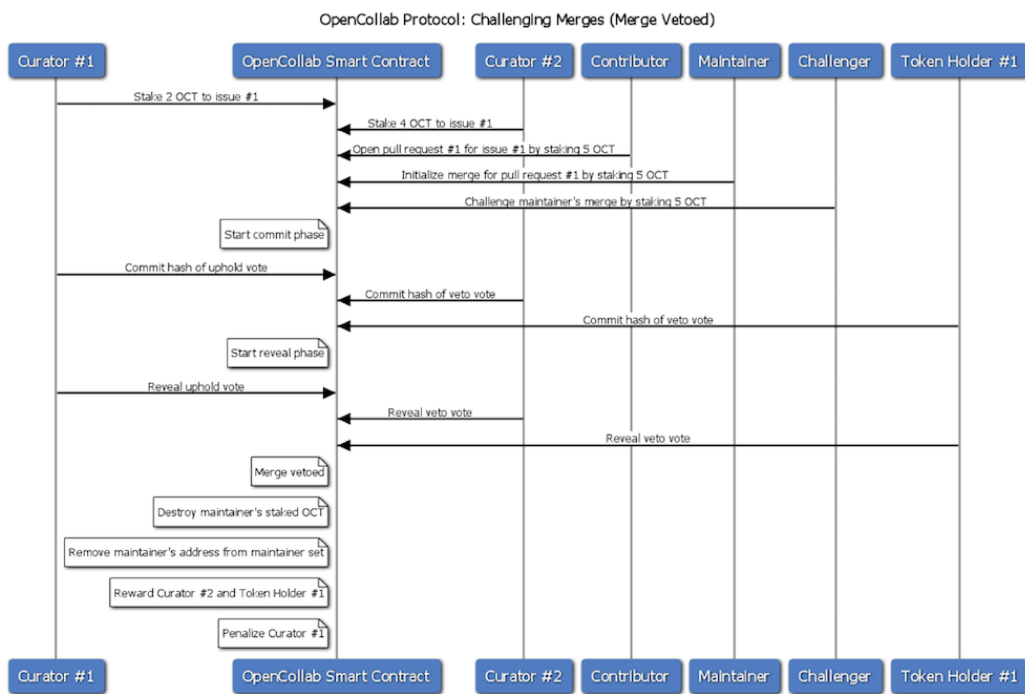 OpenCollab Protocol: Challenging Merges (Merge Vetoed)
Curator #1 OpenCollab Smart Contract Curator #2 Contributor Maintainer Challenger Token Holder #1
Stake 2 OCT to issue #1
Stake 4 OCT to issue #1
Open pull request #1 for issue #1 by staking 5 OCT
Initialize merge for pull request #1 by staking 5 OCT
Challenge maintainer's merge by staking 5 OCT
Start commit phase
Commit hash of uphold vote
Commit hash of veto vote
Commit hash of veto vote
Start reveal phase
Reveal uphold vote
Reveal veto vote
Reveal veto vote
Merge vetoed
Destroy maintainer's staked OCT
Remove maintainer's address from maintainer set
Reward Curator #2 and Token Holder #1
Penalize Curator #1
Curator #1 OpenCollab Smart Contract Curator #2 Contributor Maintainer Challenger Token Holder #1